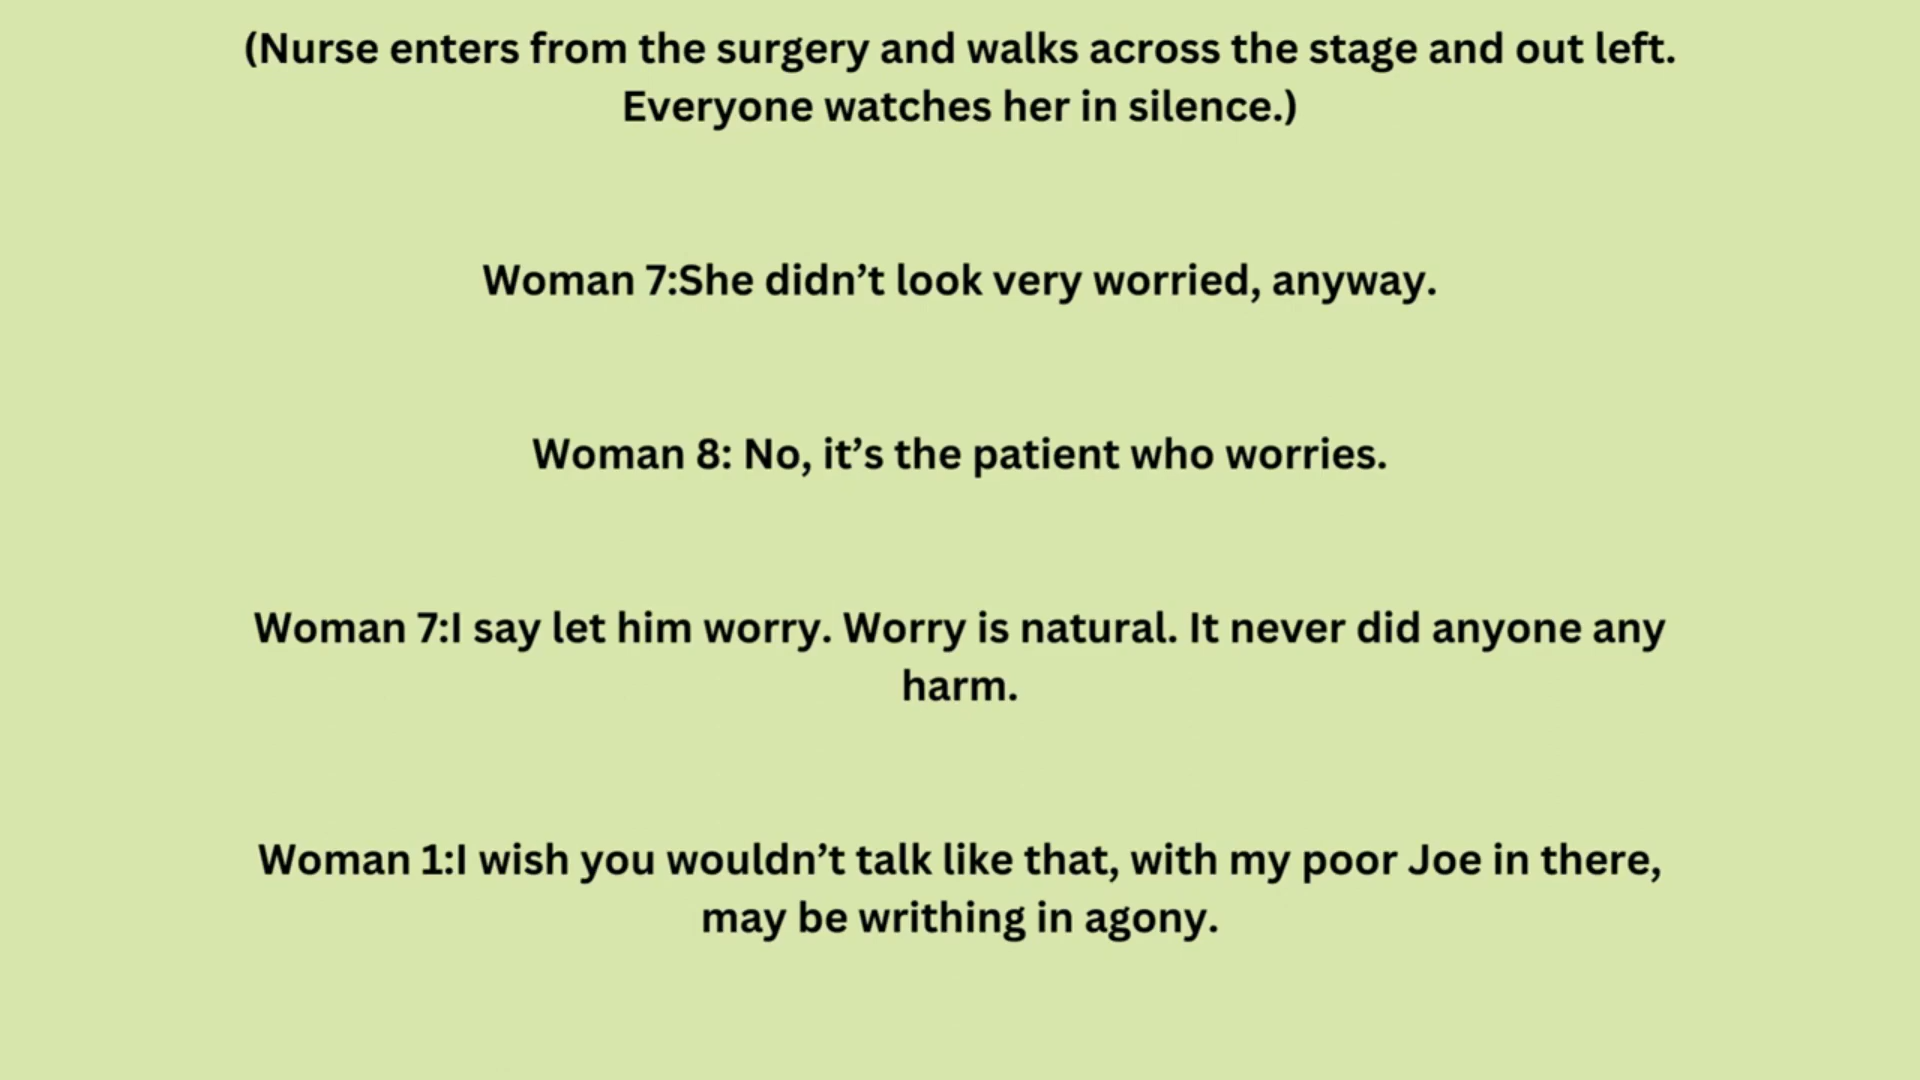 (Nurse enters from the surgery and walks across the stage and out left.
Everyone watches her in silence.)
Woman 7:She didn’t look very worried, anyway.
Woman 8: No, it’s the patient who worries.
Woman 7:I say let him worry. Worry is natural. It never did anyone any
harm.
Woman 1:I wish you wouldn’t talk like that, with my poor Joe in there,
may be writhing in agony.